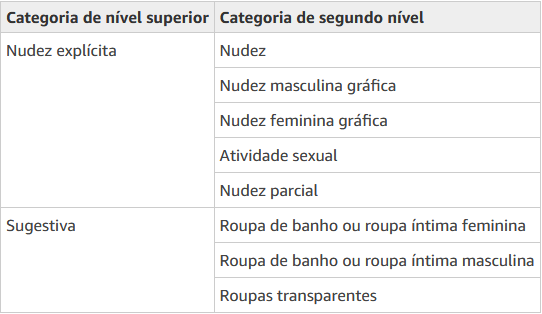 Categoria de nível superior Categoria de segundo nível
Nudez explícita Nudez
Nudez masculina gráfica
Nudez feminina gráfica
Atividade sexual
Nudez parcial
Sugestiva Roupa de banho ou roupa íntima feminina
Roupa de banho ou roupa íntima masculina
Roupas transparentes